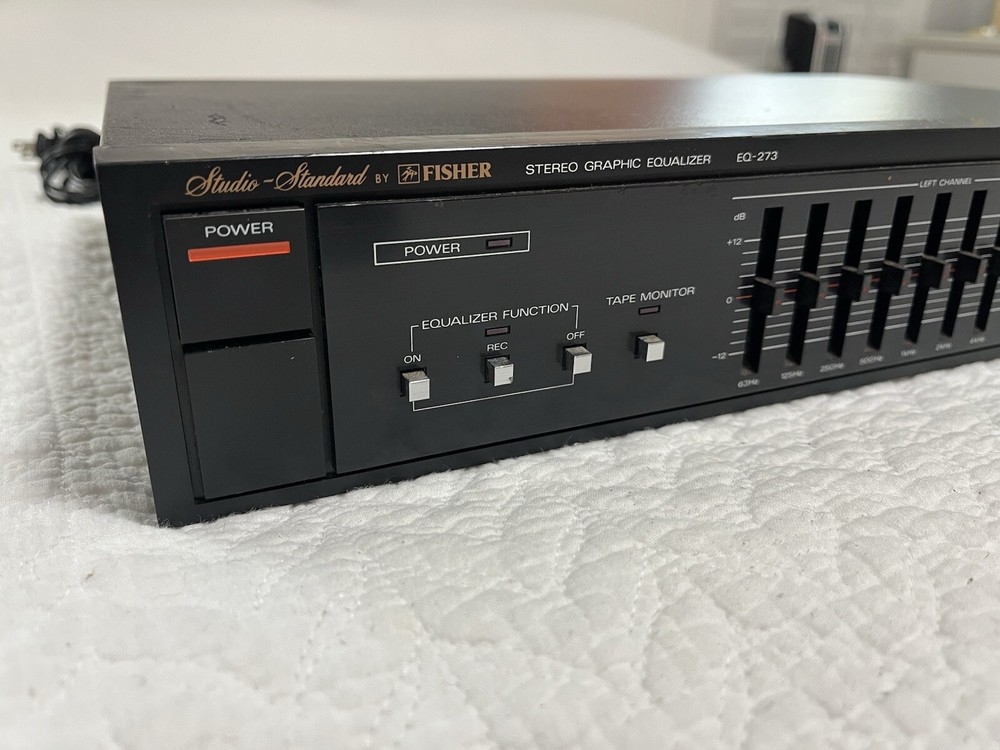 Studio-Standard BY FISHER STEREO GRAPHIC EQUALIZER EQ-273
POWER
POWER
EQUALIZER FUNCTION
ON
REC
OFF
TAPE MONITOR
LEFT CHANNEL
dB
+12
0
-12
63Hz 125Hz 250Hz 500Hz 1kHz 2kHz 4kHz